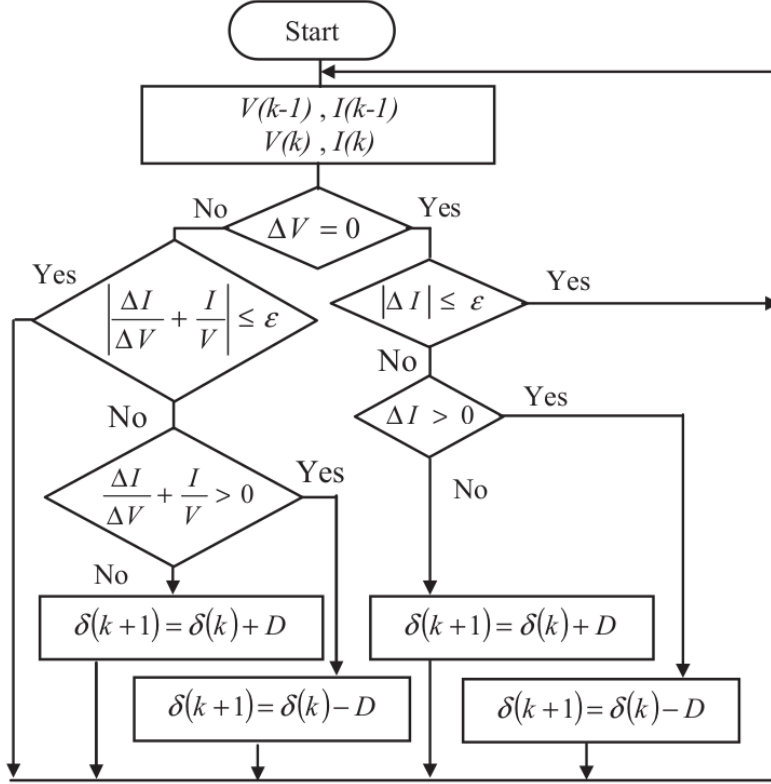 Start
V(k-1) , I(k-1)
V(k) , I(k)
No
Yes
ΔV = 0
Yes
Yes
|ΔI/ΔV + I/V| ≤ ε
|ΔI| ≤ ε
No
No
Yes
ΔI > 0
Yes
ΔI/ΔV + I/V > 0
No
No
δ(k+1)=δ(k)+D
δ(k+1)=δ(k)+D
δ(k+1)=δ(k)−D
δ(k+1)=δ(k)−D